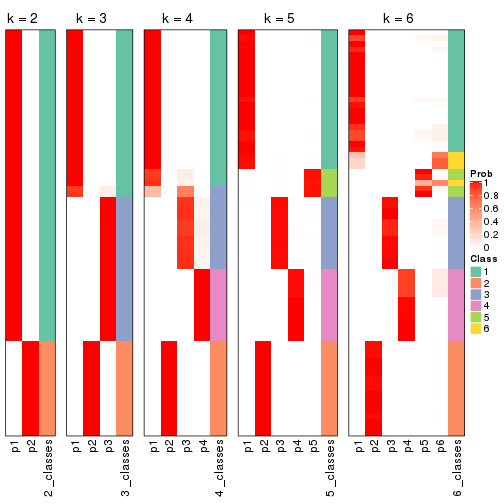 k = 2
k = 3
k = 4
k = 5
k = 6
Prob
1
0.8
0.6
0.4
0.2
0
Class
1
2
3
4
5
6
p1
p2
2_classes
p1
p2
p3
3_classes
p1
p2
p3
p4
4_classes
p1
p2
p3
p4
p5
5_classes
p1
p2
p3
p4
p5
p6
6_classes